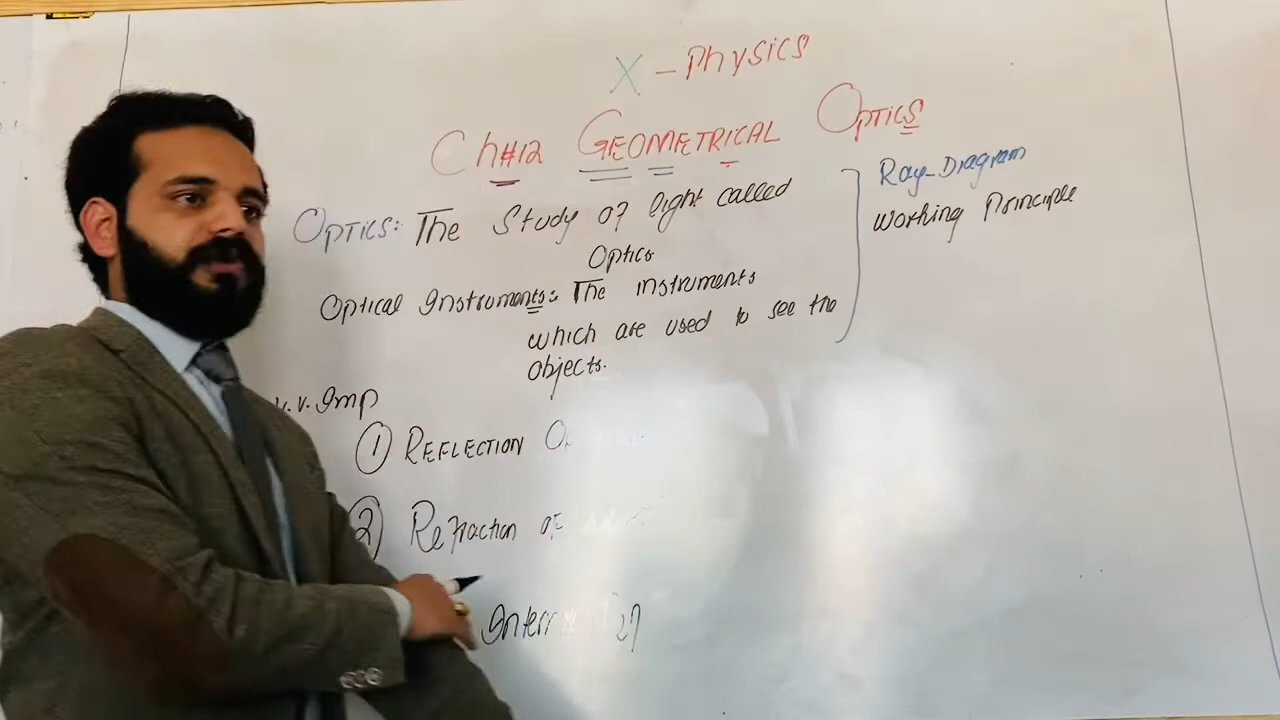 X - Physics
Ch#12 GEOMETRICAL OPTICS
OPTICS: The Study of light called
Optics
Optical Instruments: The instruments
which are used to see the
objects.
Ray-Diagram
Working Principle
v.v. Imp
① REFLECTION
② Refraction of